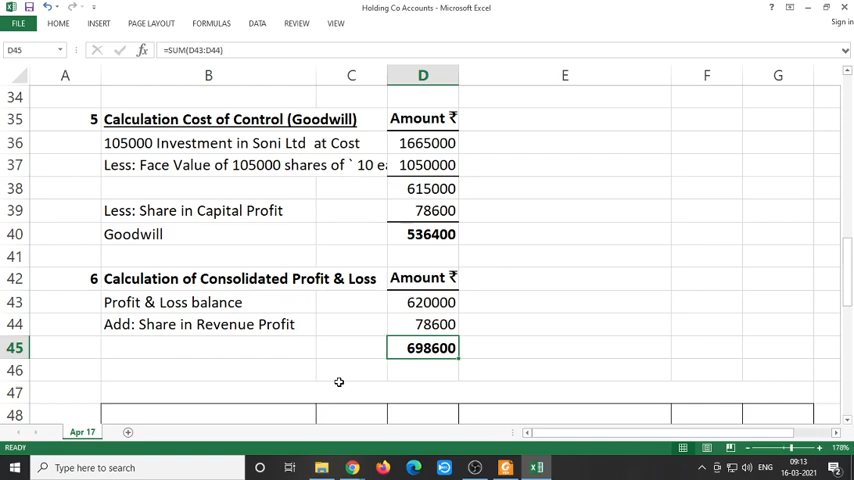 Holding Co Accounts - Microsoft Excel
FILE HOME INSERT PAGE LAYOUT FORMULAS DATA REVIEW VIEW Sign in
D45 fx =SUM(D43:D44)
A B C D E F G
34
35 5 Calculation Cost of Control (Goodwill) Amount ₹
36 105000 Investment in Soni Ltd at Cost 1665000
37 Less: Face Value of 105000 shares of ` 10 ea 1050000
38 615000
39 Less: Share in Capital Profit 78600
40 Goodwill 536400
41
42 6 Calculation of Consolidated Profit & Loss Amount ₹
43 Profit & Loss balance 620000
44 Add: Share in Revenue Profit 78600
45 698600
46
47
48
Apr 17
READY 178%
Type here to search ENG 09:13
16-03-2021 2